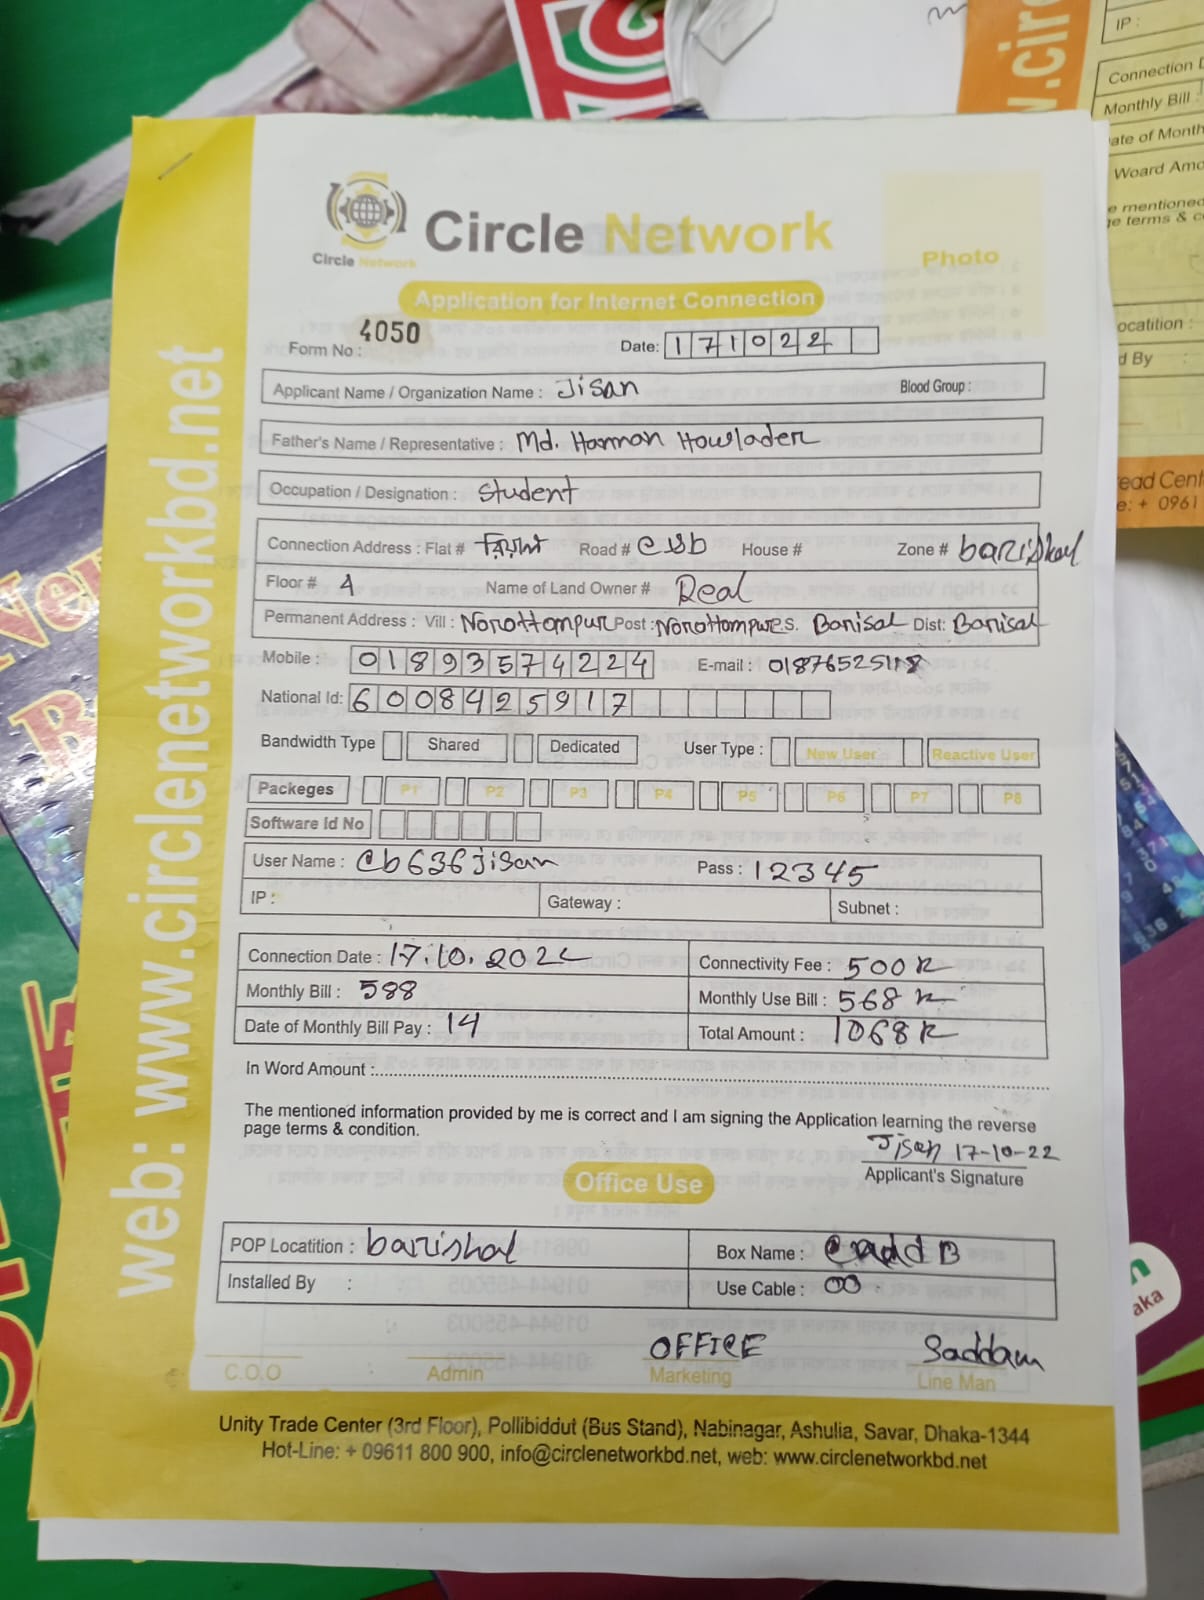 Circle Network
Circle Network
Photo
Application for Internet Connection
Form No : 4050
Date: 171022
Applicant Name / Organization Name : Jisan Blood Group :
Father's Name / Representative : Md. Hannan Howlader
Occupation / Designation : Student
Connection Address : Flat # Road # House # Zone # barishal
Floor # Name of Land Owner # Real
Permanent Address : Vill : Norottompur Post : Norottompur P.S. Barisal Dist: Barisal
Mobile : 01893574224 E-mail :
National Id: 6008425917
Bandwidth Type Shared Dedicated User Type : New User Reactive User
Packeges P1 P2 P3 P4 P5 P6 P7 P8
Software Id No
User Name : cb636jisan Pass : 12345
IP : Gateway : Subnet :
Connection Date : 17.10.2022 Connectivity Fee : 500
Monthly Bill : 588 Monthly Use Bill : 568
Date of Monthly Bill Pay : 14 Total Amount : 1068
In Word Amount :
The mentioned information provided by me is correct and I am signing the Application learning the reverse
page terms & condition.
Jisan 17-10-22
Applicant's Signature
Office Use
POP Locatition : barishal Box Name :
Installed By : Use Cable : 00
OFFICE Saddam
C.O.O Admin Marketing Line Man
Unity Trade Center (3rd Floor), Pollibiddut (Bus Stand), Nabinagar, Ashulia, Savar, Dhaka-1344
Hot-Line: + 09611 800 900, info@circlenetworkbd.net, web: www.circlenetworkbd.net
web: www.circlenetworkbd.net
IP :
Monthly Bill :